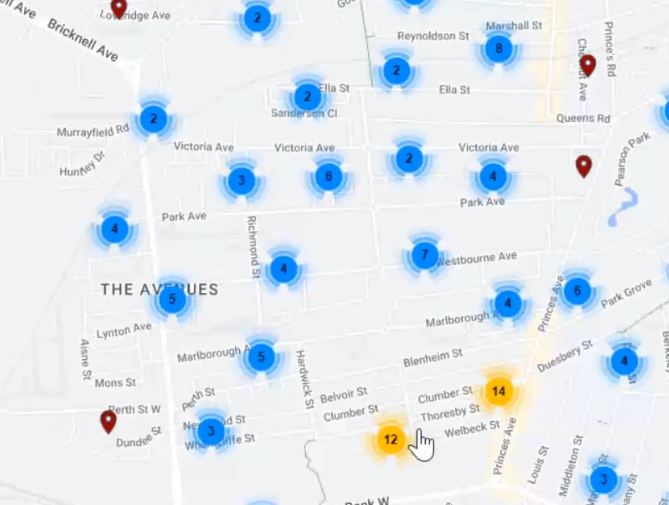 Loveridge Ave
Bricknell Ave
2
2
Reynoldson St
Marshall St
8
Prince's Rd
2
Ella St
Ella St
Sanderson Cl
Queens Rd
2
Murrayfield Rd
Victoria Ave
Victoria Ave
Victoria Ave
2
3
6
4
Pearson Park
Park Ave
Park Ave
4
Richmond St
4
7
Westbourne Ave
THE AVENUES
5
4
6
Princes Ave
Park Grove
Marlborough
Lynton Ave
Aisne St
Marlborough A
5
Blenheim St
Duesbery St
4
Hardwick St
Mons St
Perth St
Belvoir St
Clumber St
14
Perth St W
Clumber St
Thoresby St
Dundee St
3
12
Welbeck St
Princes Ave
Louis St
Middleton St
3